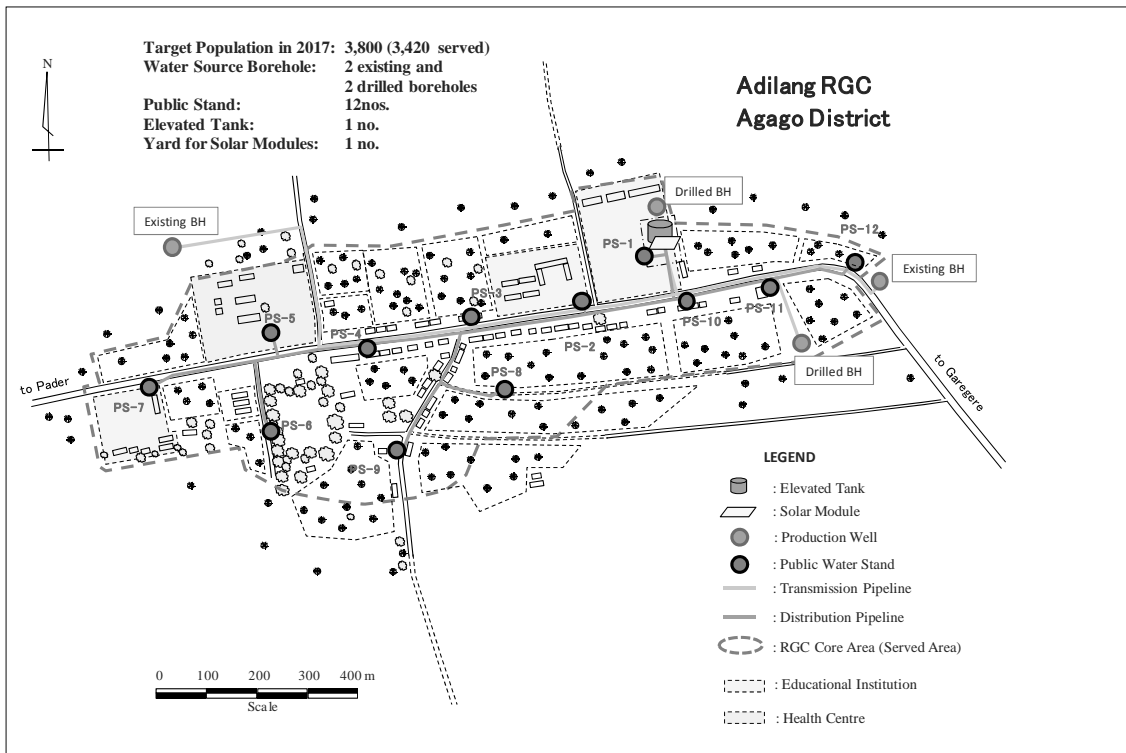 Target Population in 2017: 3,800 (3,420 served)
Water Source Borehole: 2 existing and
2 drilled boreholes
Public Stand: 12nos.
Elevated Tank: 1 no.
Yard for Solar Modules: 1 no.
N
Adilang RGC
Agago District
Drilled BH
Existing BH
PS-12
PS-1
Existing BH
PS-3
PS-5
PS-11
PS-10
PS-4
PS-2
Drilled BH
to Pader
PS-8
to Garegere
PS-7
PS-6
PS-9
LEGEND
: Elevated Tank
: Solar Module
: Production Well
: Public Water Stand
: Transmission Pipeline
: Distribution Pipeline
: RGC Core Area (Served Area)
: Educational Institution
: Health Centre
0 100 200 300 400 m
Scale